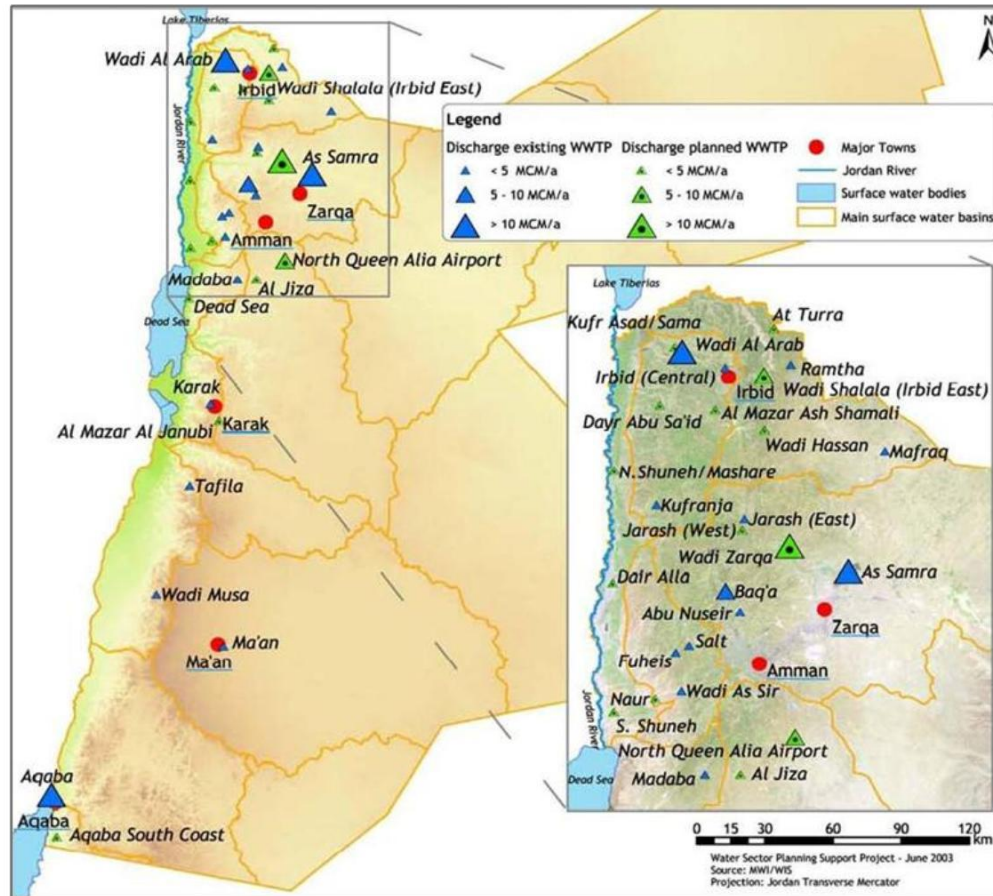 Lake Tiberias
N
Wadi Al Arab
Irbid
Wadi Shalala (Irbid East)
Jordan River
As Samra
Zarqa
Amman
North Queen Alia Airport
Madaba
Al Jiza
Dead Sea
Dead Sea
Karak
Karak
Al Mazar Al Janubi
Tafila
Wadi Musa
Ma'an
Ma'an
Aqaba
Aqaba
Aqaba South Coast
Legend
Discharge existing WWTP
< 5 MCM/a
5 - 10 MCM/a
> 10 MCM/a
Discharge planned WWTP
< 5 MCM/a
5 - 10 MCM/a
> 10 MCM/a
Major Towns
Jordan River
Surface water bodies
Main surface water basins
Lake Tiberias
At Turra
Kufr Asad/Sama
Wadi Al Arab
Ramtha
Irbid (Central)
Irbid
Wadi Shalala (Irbid East)
Dayr Abu Sa'id
Al Mazar Ash Shamali
Wadi Hassan
Mafraq
N.Shuneh/Mashare
Kufranja
Jarash (East)
Jarash (West)
Wadi Zarqa
As Samra
Dair Alla
Baq'a
Abu Nuseir
Zarqa
Salt
Fuheis
Amman
Wadi As Sir
Naur
S. Shuneh
Jordan River
North Queen Alia Airport
Dead Sea
Madaba
Al Jiza
0 15 30 60 90 120
km
Water Sector Planning Support Project - June 2003
Source: MWI/WIS
Projection: Jordan Transverse Mercator